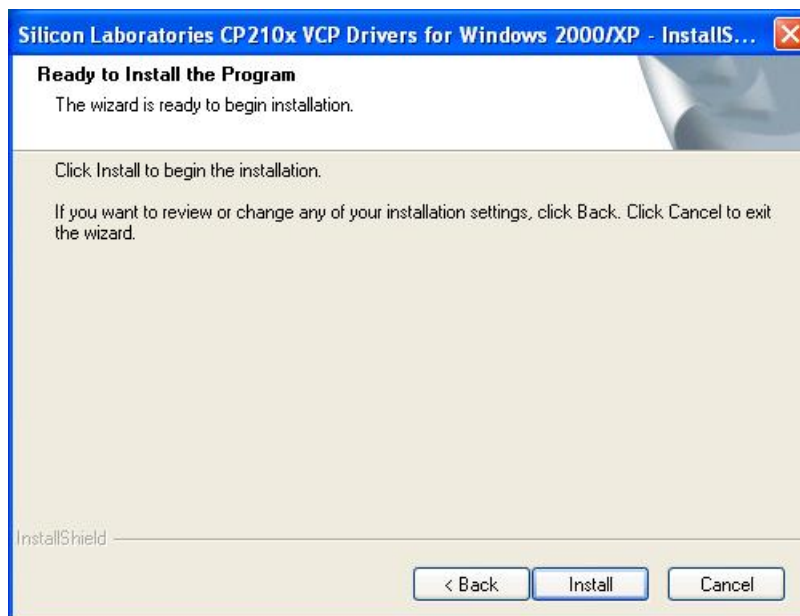 Silicon Laboratories CP210x VCP Drivers for Windows 2000/XP - InstallS...
Ready to Install the Program
The wizard is ready to begin installation.
Click Install to begin the installation.
If you want to review or change any of your installation settings, click Back. Click Cancel to exit
the wizard.
InstallShield
< Back Install Cancel